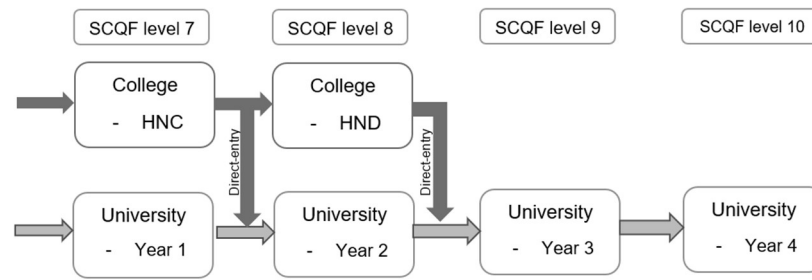 SCQF level 7
SCQF level 8
SCQF level 9
SCQF level 10
College
- HNC
College
- HND
Direct-entry
Direct-entry
University
- Year 1
University
- Year 2
University
- Year 3
University
- Year 4